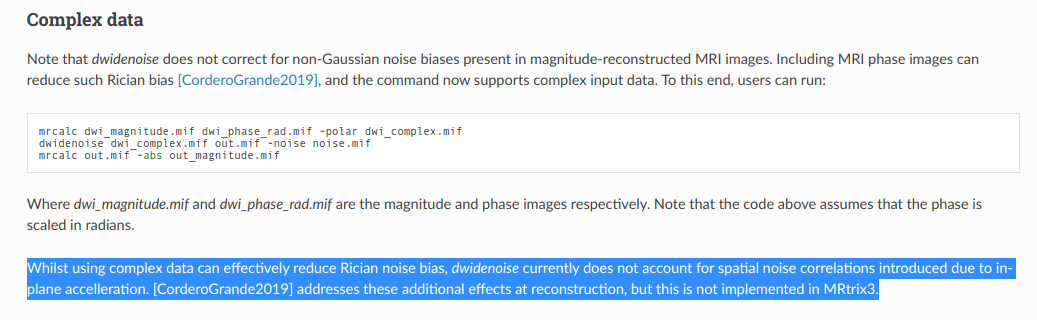 Complex data
Note that dwidenoise does not correct for non-Gaussian noise biases present in magnitude-reconstructed MRI images. Including MRI phase images can
reduce such Rician bias [CorderoGrande2019], and the command now supports complex input data. To this end, users can run:
mrcalc dwi_magnitude.mif dwi_phase_rad.mif -polar dwi_complex.mif
dwidenoise dwi_complex.mif out.mif -noise noise.mif
mrcalc out.mif -abs out_magnitude.mif
Where dwi_magnitude.mif and dwi_phase_rad.mif are the magnitude and phase images respectively. Note that the code above assumes that the phase is
scaled in radians.
Whilst using complex data can effectively reduce Rician noise bias, dwidenoise currently does not account for spatial noise correlations introduced due to in-
plane accelleration. [CorderoGrande2019] addresses these additional effects at reconstruction, but this is not implemented in MRtrix3.